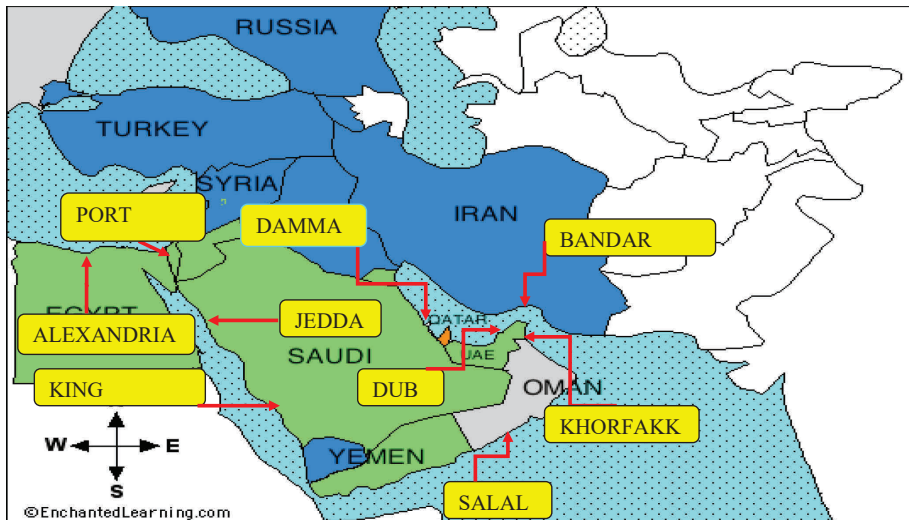 RUSSIA
TURKEY
SYRIA
IRAN
PORT
DAMMA
BANDAR
QATAR
ALEXANDRIA
JEDDA
SAUDI
UAE
KING
DUB
OMAN
KHORFAKK
W E
YEMEN
S
SALAL
©EnchantedLearning.com